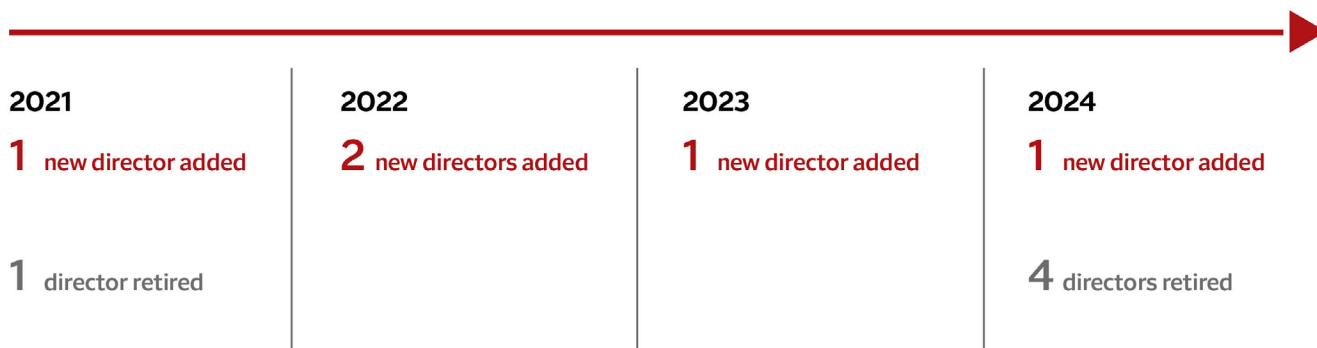 2021
1 new director added
1 director retired
2022
2 new directors added
2023
1 new director added
2024
1 new director added
4 directors retired